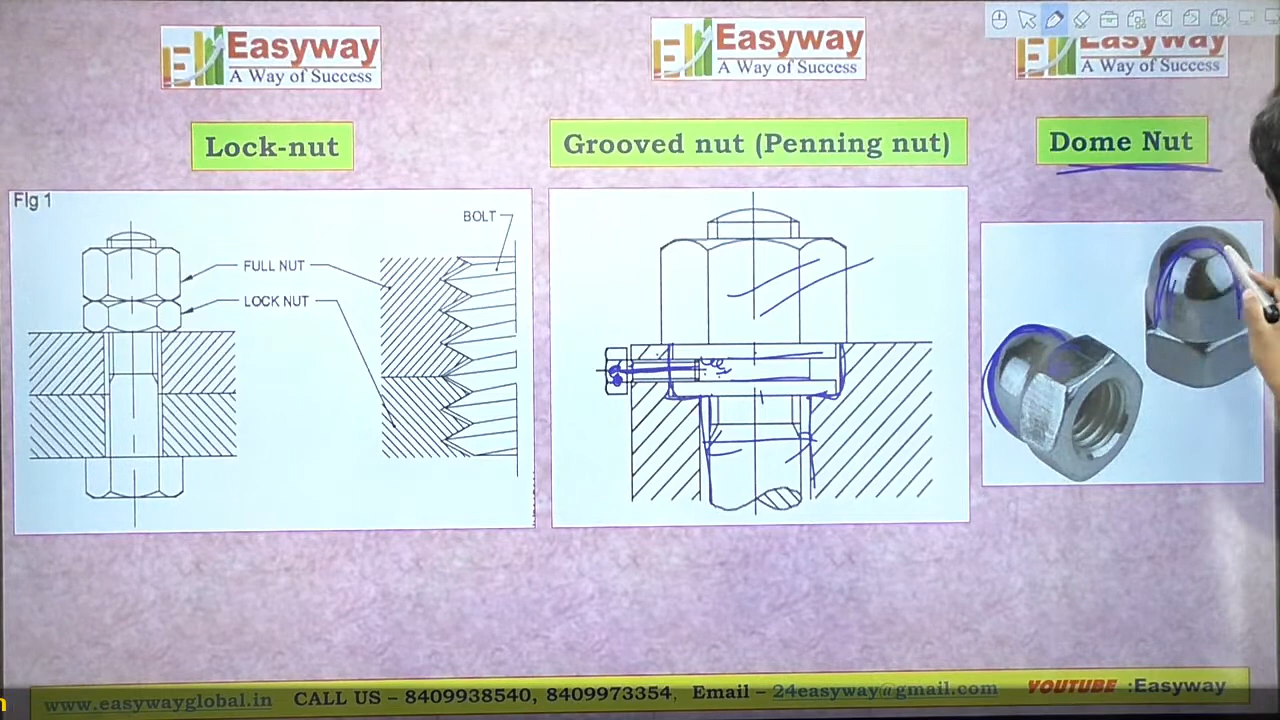 Easyway
A Way of Success
Easyway
A Way of Success
Easyway
A Way of Success
Lock-nut
Grooved nut (Penning nut)
Dome Nut
FIg 1
BOLT
FULL NUT
LOCK NUT
www.easywayglobal.in CALL US – 8409938540, 8409973354, Email – 24easyway@gmail.com YOUTUBE :Easyway